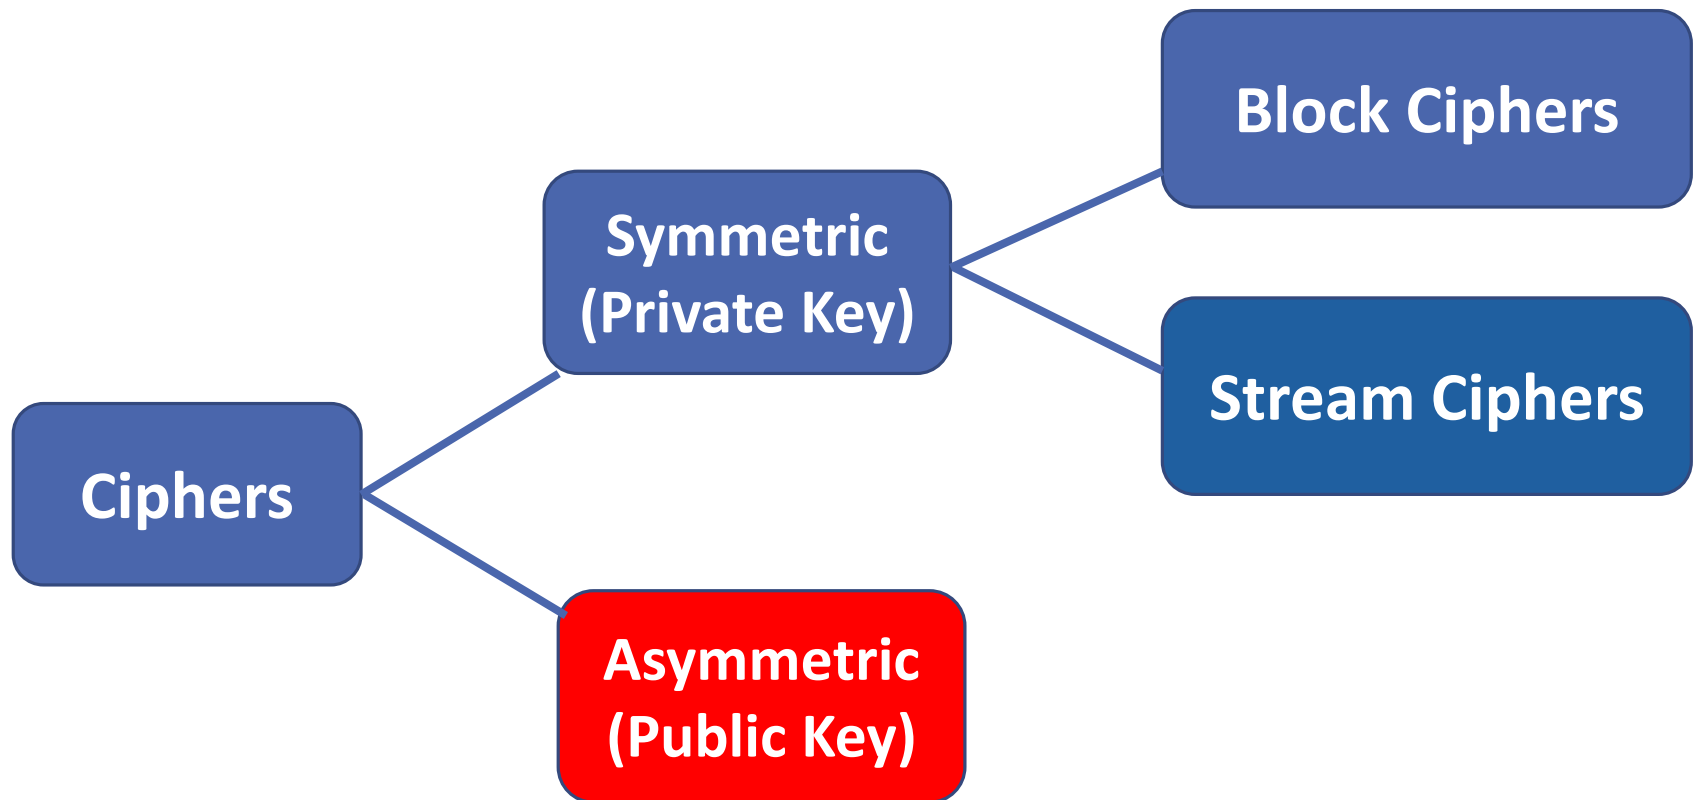 Ciphers
Symmetric
(Private Key)
Asymmetric
(Public Key)
Block Ciphers
Stream Ciphers